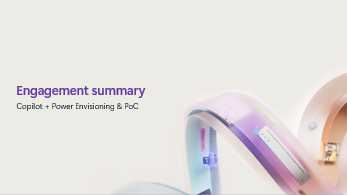 Engagement summary
Copilot + Power Envisioning & PoC